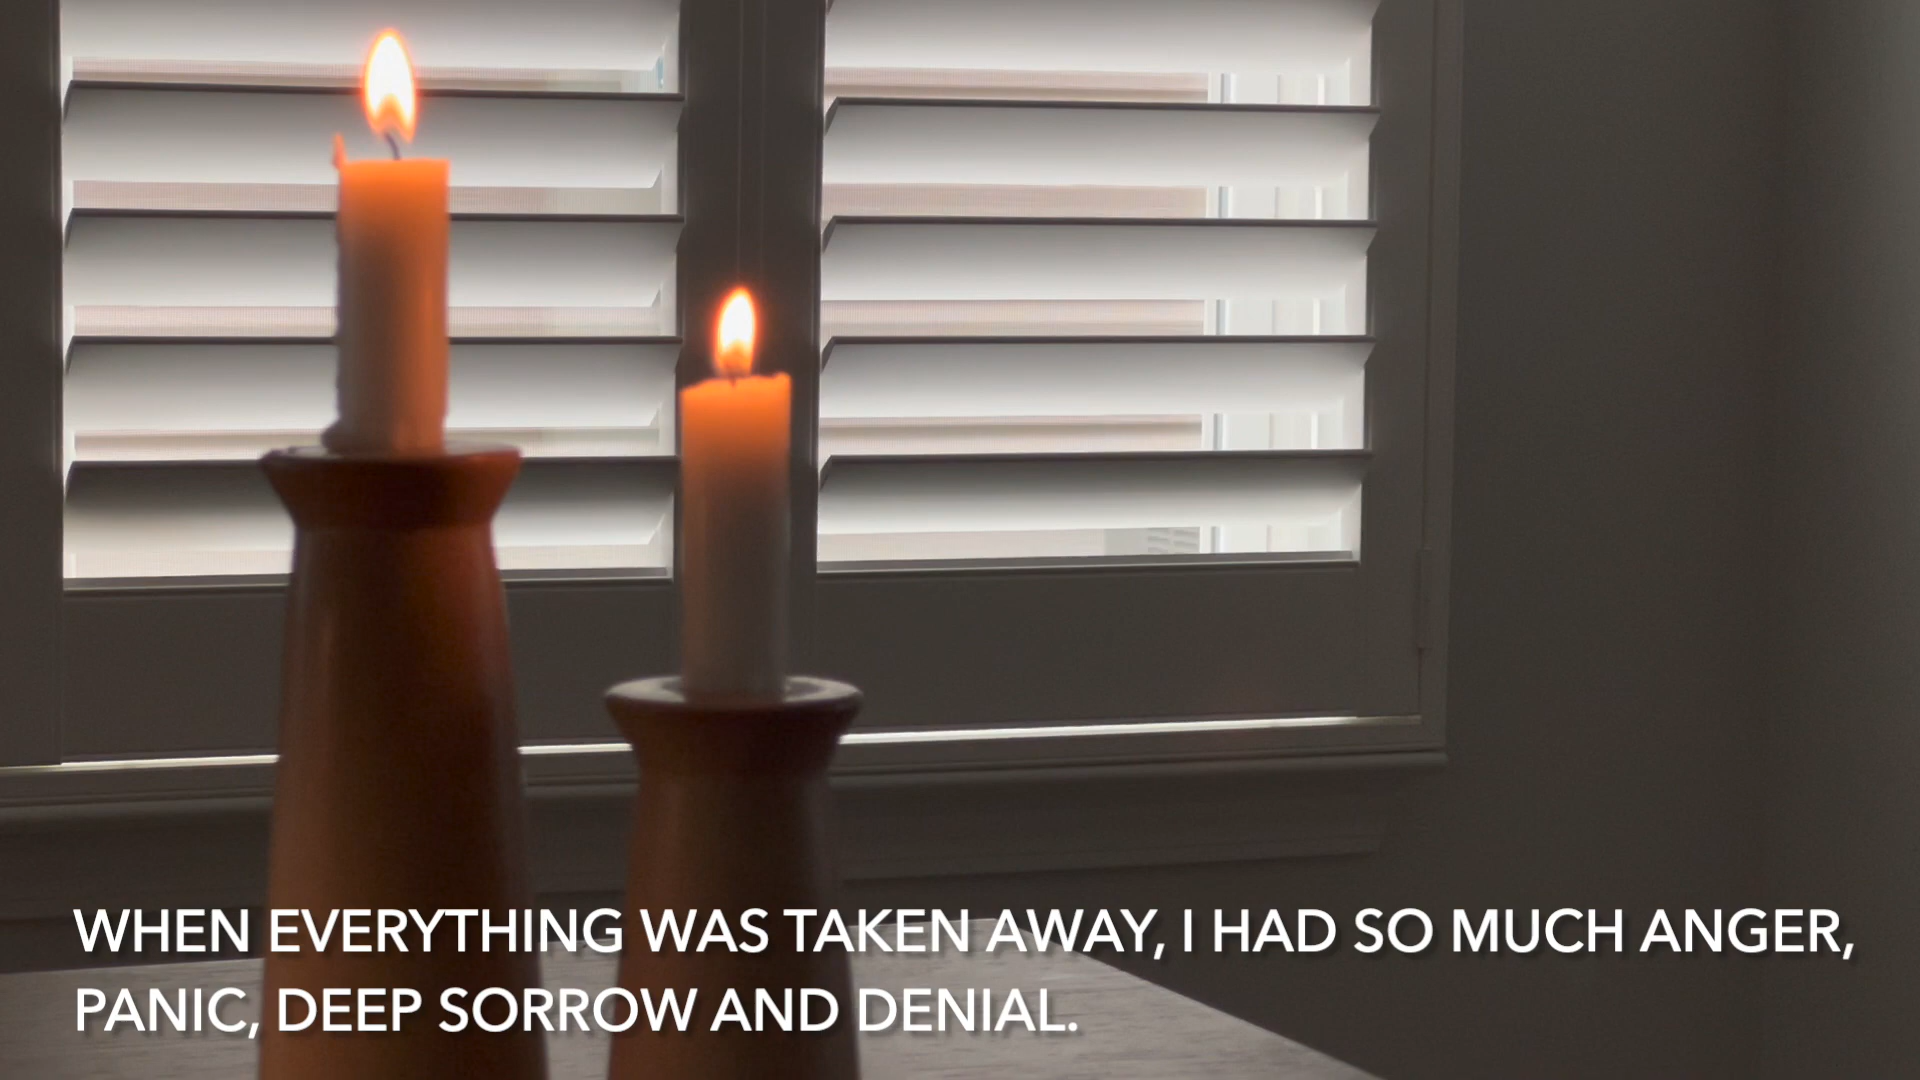 WHEN EVERYTHING WAS TAKEN AWAY, I HAD SO MUCH ANGER,
PANIC, DEEP SORROW AND DENIAL.